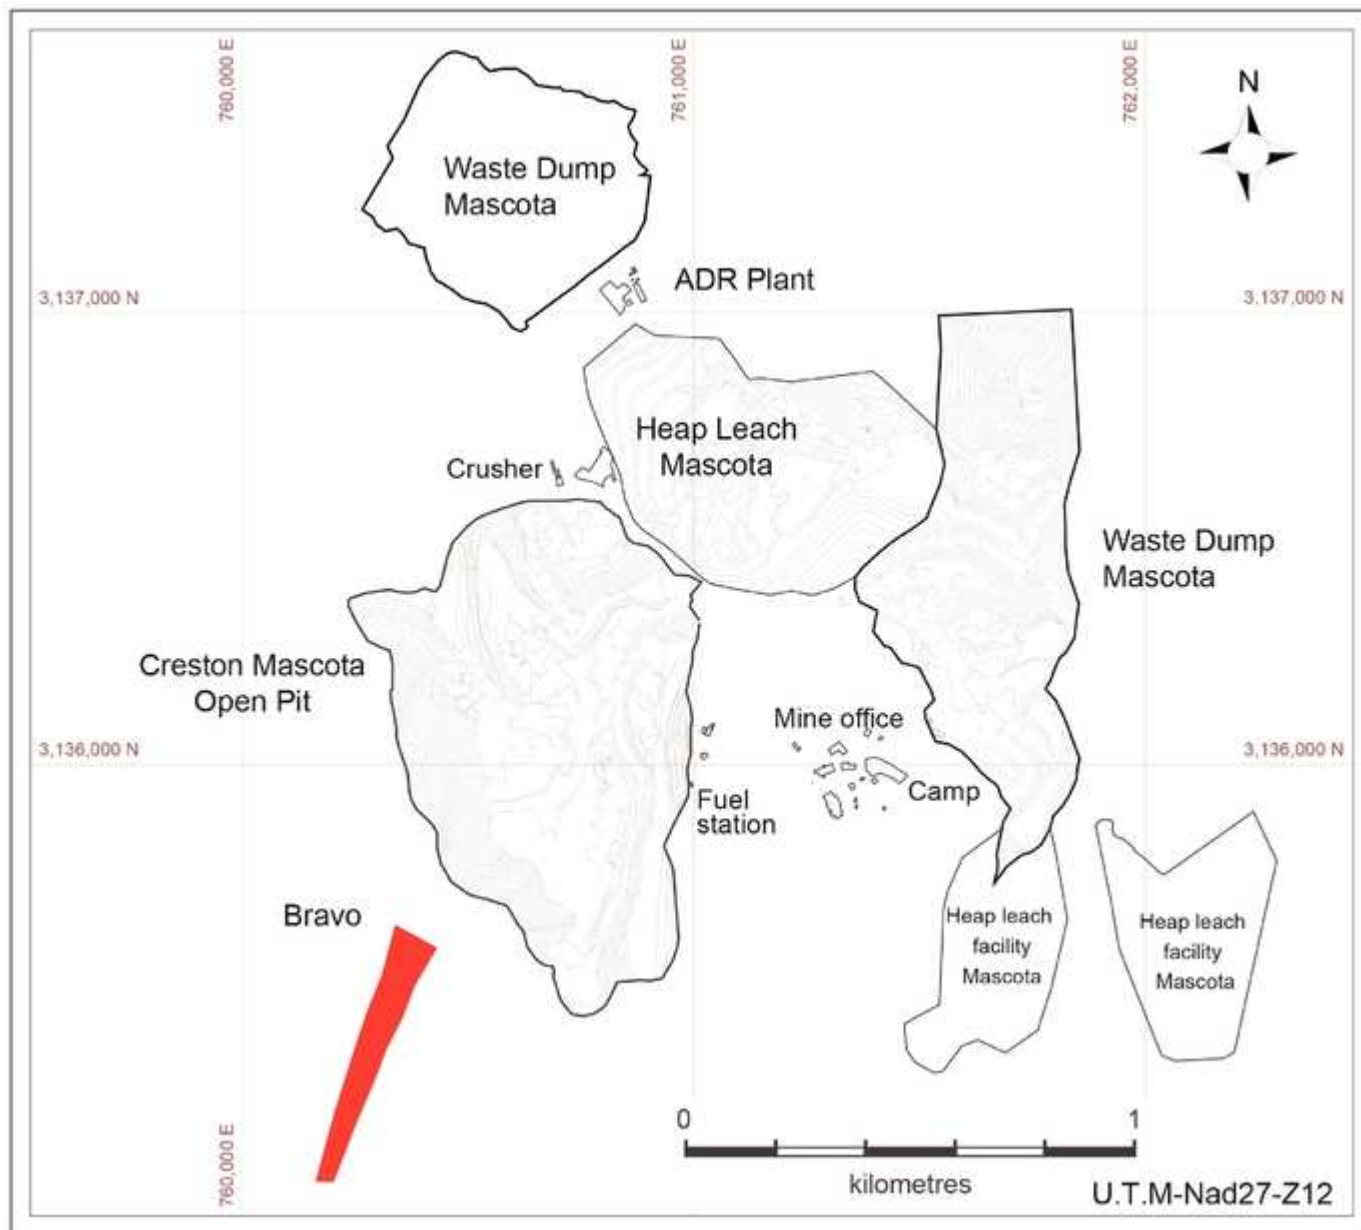 760,000 E
761,000 E
762,000 E
N
Waste Dump
Mascota
ADR Plant
3,137,000 N
3.137,000 N
Heap Leach
Mascota
Crusher
Waste Dump
Mascota
Creston Mascota
Open Pit
Mine office
3,136,000 N
3,136,000 N
Camp
Fuel
station
Bravo
Heap leach
facility
Mascota
Heap leach
facility
Mascota
0
1
760,000 E
kilometres
U.T.M-Nad27-Z12